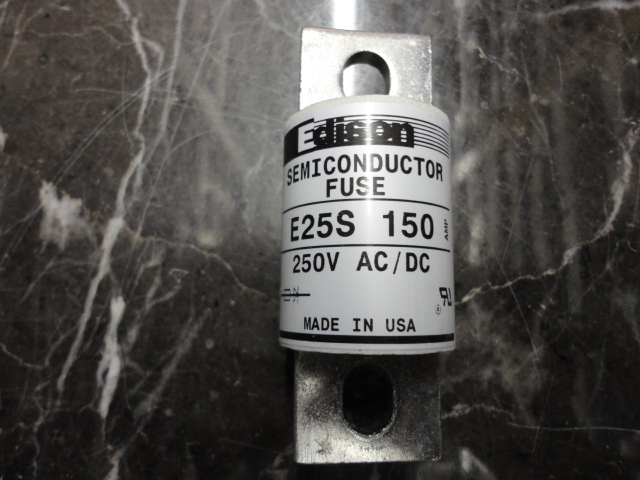 Edison
SEMICONDUCTOR
FUSE
E25S 150 AMP
250V AC/DC
MADE IN USA